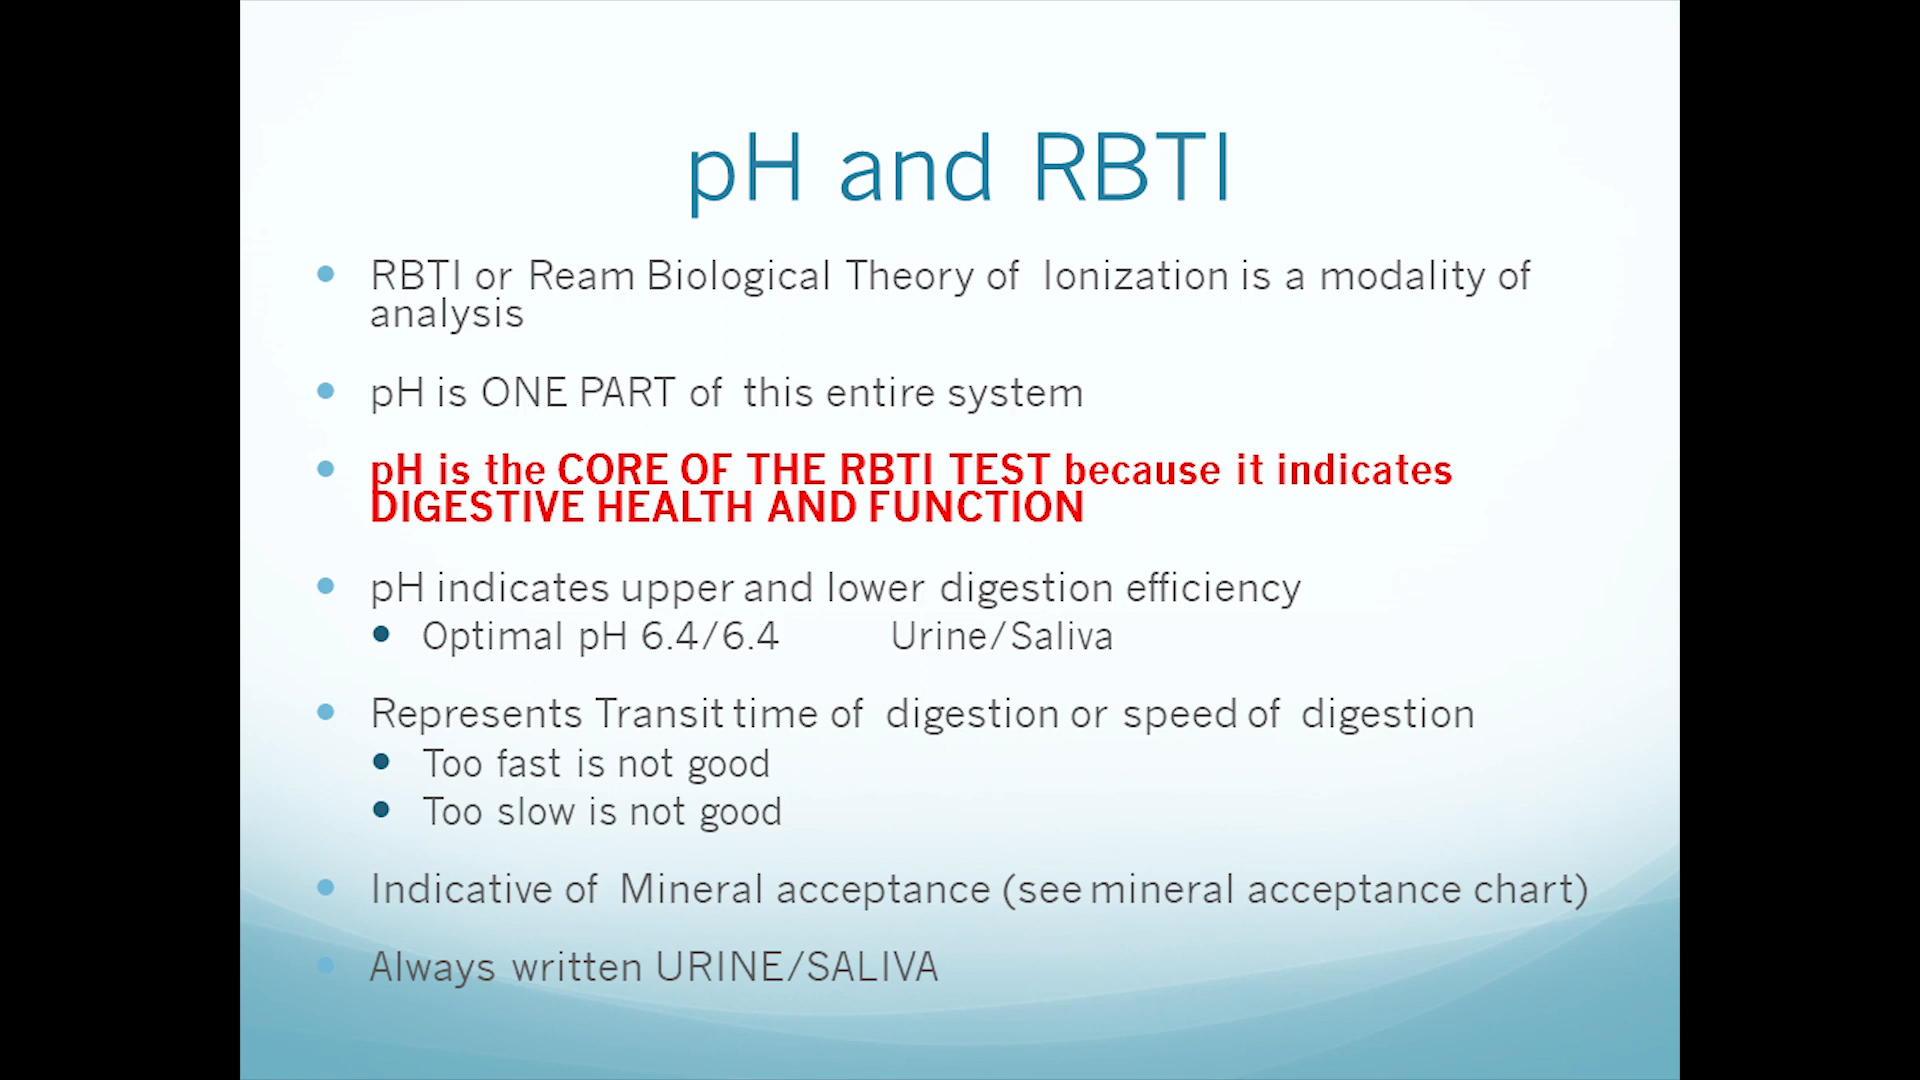 pH and RBTI
RBTI or Ream Biological Theory of Ionization is a modality of
analysis
pH is ONE PART of this entire system
pH is the CORE OF THE RBTI TEST because it indicates
DIGESTIVE HEALTH AND FUNCTION
pH indicates upper and lower digestion efficiency
Optimal pH 6.4/6.4 Urine/Saliva
Represents Transit time of digestion or speed of digestion
Too fast is not good
Too slow is not good
Indicative of Mineral acceptance (see mineral acceptance chart)
Always written URINE/SALIVA